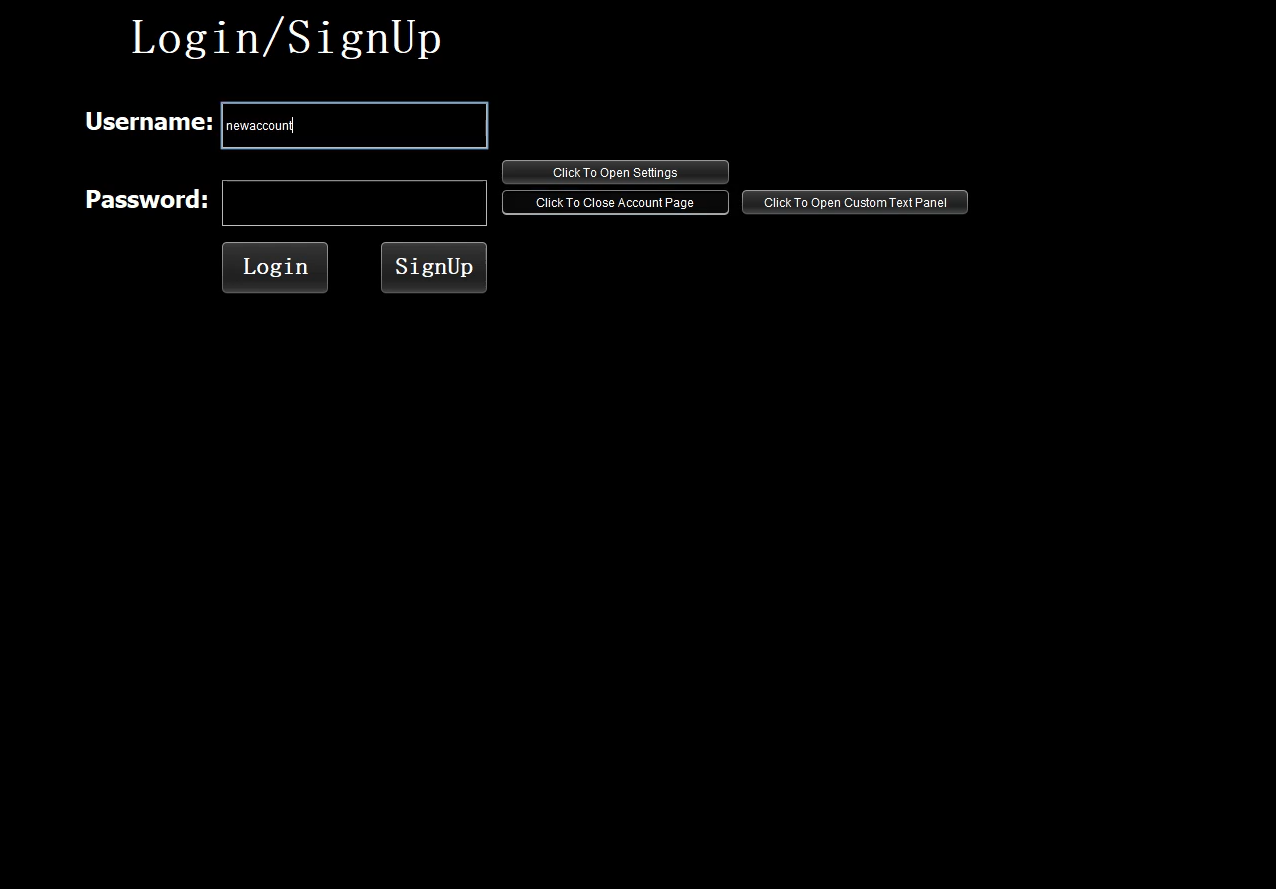 Login/SignUp
Username:
newaccount
Click To Open Settings
Password:
Click To Close Account Page
Click To Open Custom Text Panel
Login
SignUp